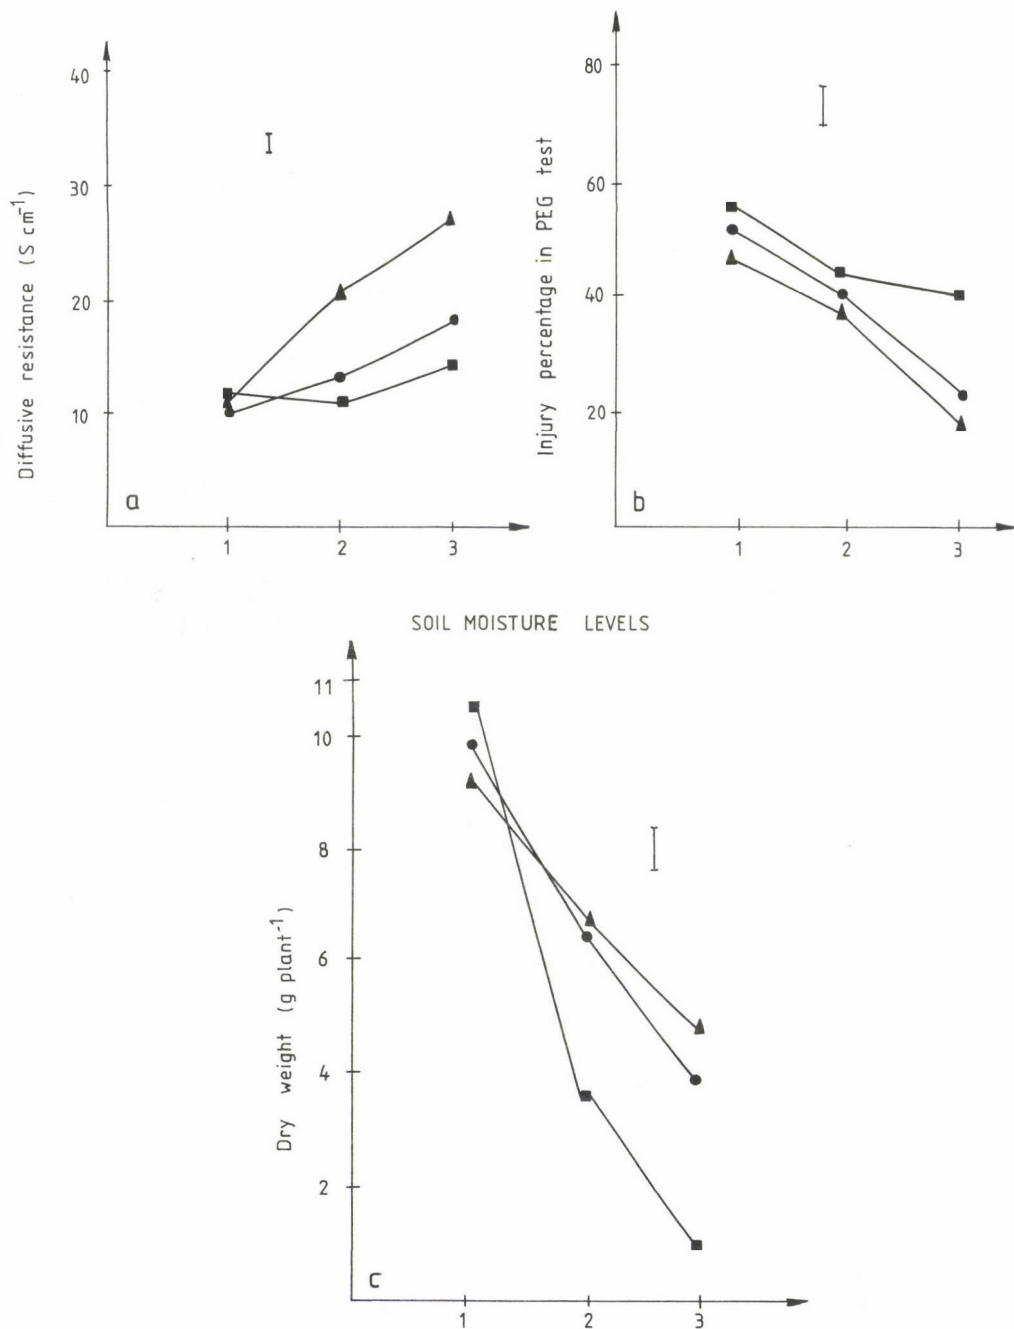 Diffusive resistance (S cm⁻¹)
40
30
20
10
a
1 2 3
Injury percentage in PEG test
80
60
40
20
b
1 2 3
SOIL MOISTURE LEVELS
Dry weight (g plant⁻¹)
11
10
8
6
4
2
c
1 2 3